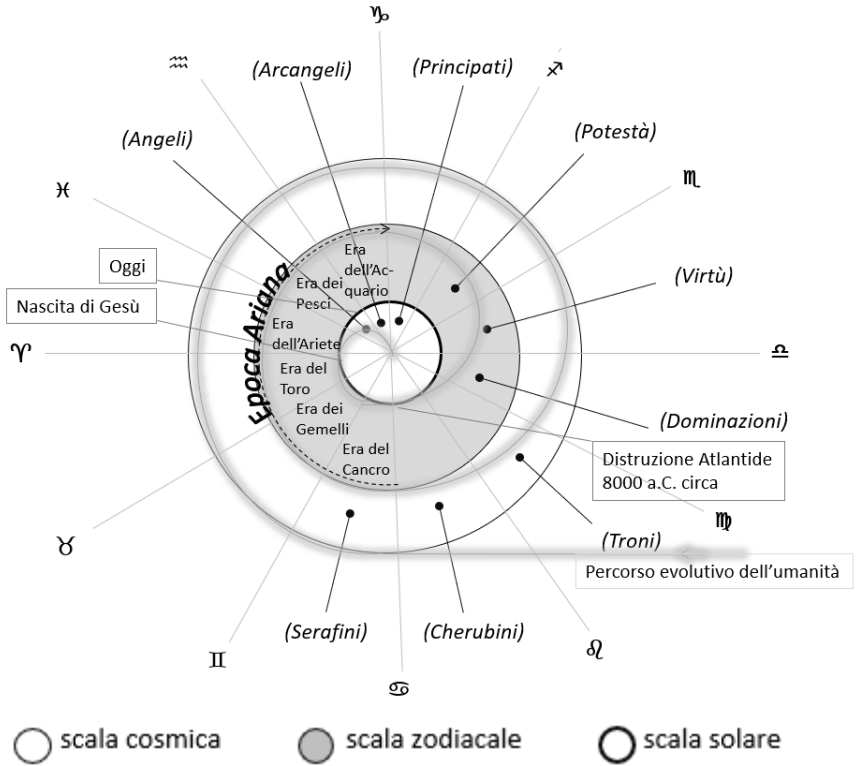 ♑
♒
(Arcangeli)
(Principati)
♐
(Angeli)
(Potestà)
♓
♏
Oggi
Era
dell'Ac-
quario
Era dei
Pesci
(Virtù)
Nascita di Gesù
Epoca Ariana
Era
dell'Ariete
♈
♎
Era del
Toro
Era dei
Gemelli
(Dominazioni)
Era del
Cancro
Distruzione Atlantide
8000 a.C. circa
♍
♉
(Troni)
Percorso evolutivo dell'umanità
(Serafini)
(Cherubini)
♊
♌
♋
scala cosmica
scala zodiacale
scala solare